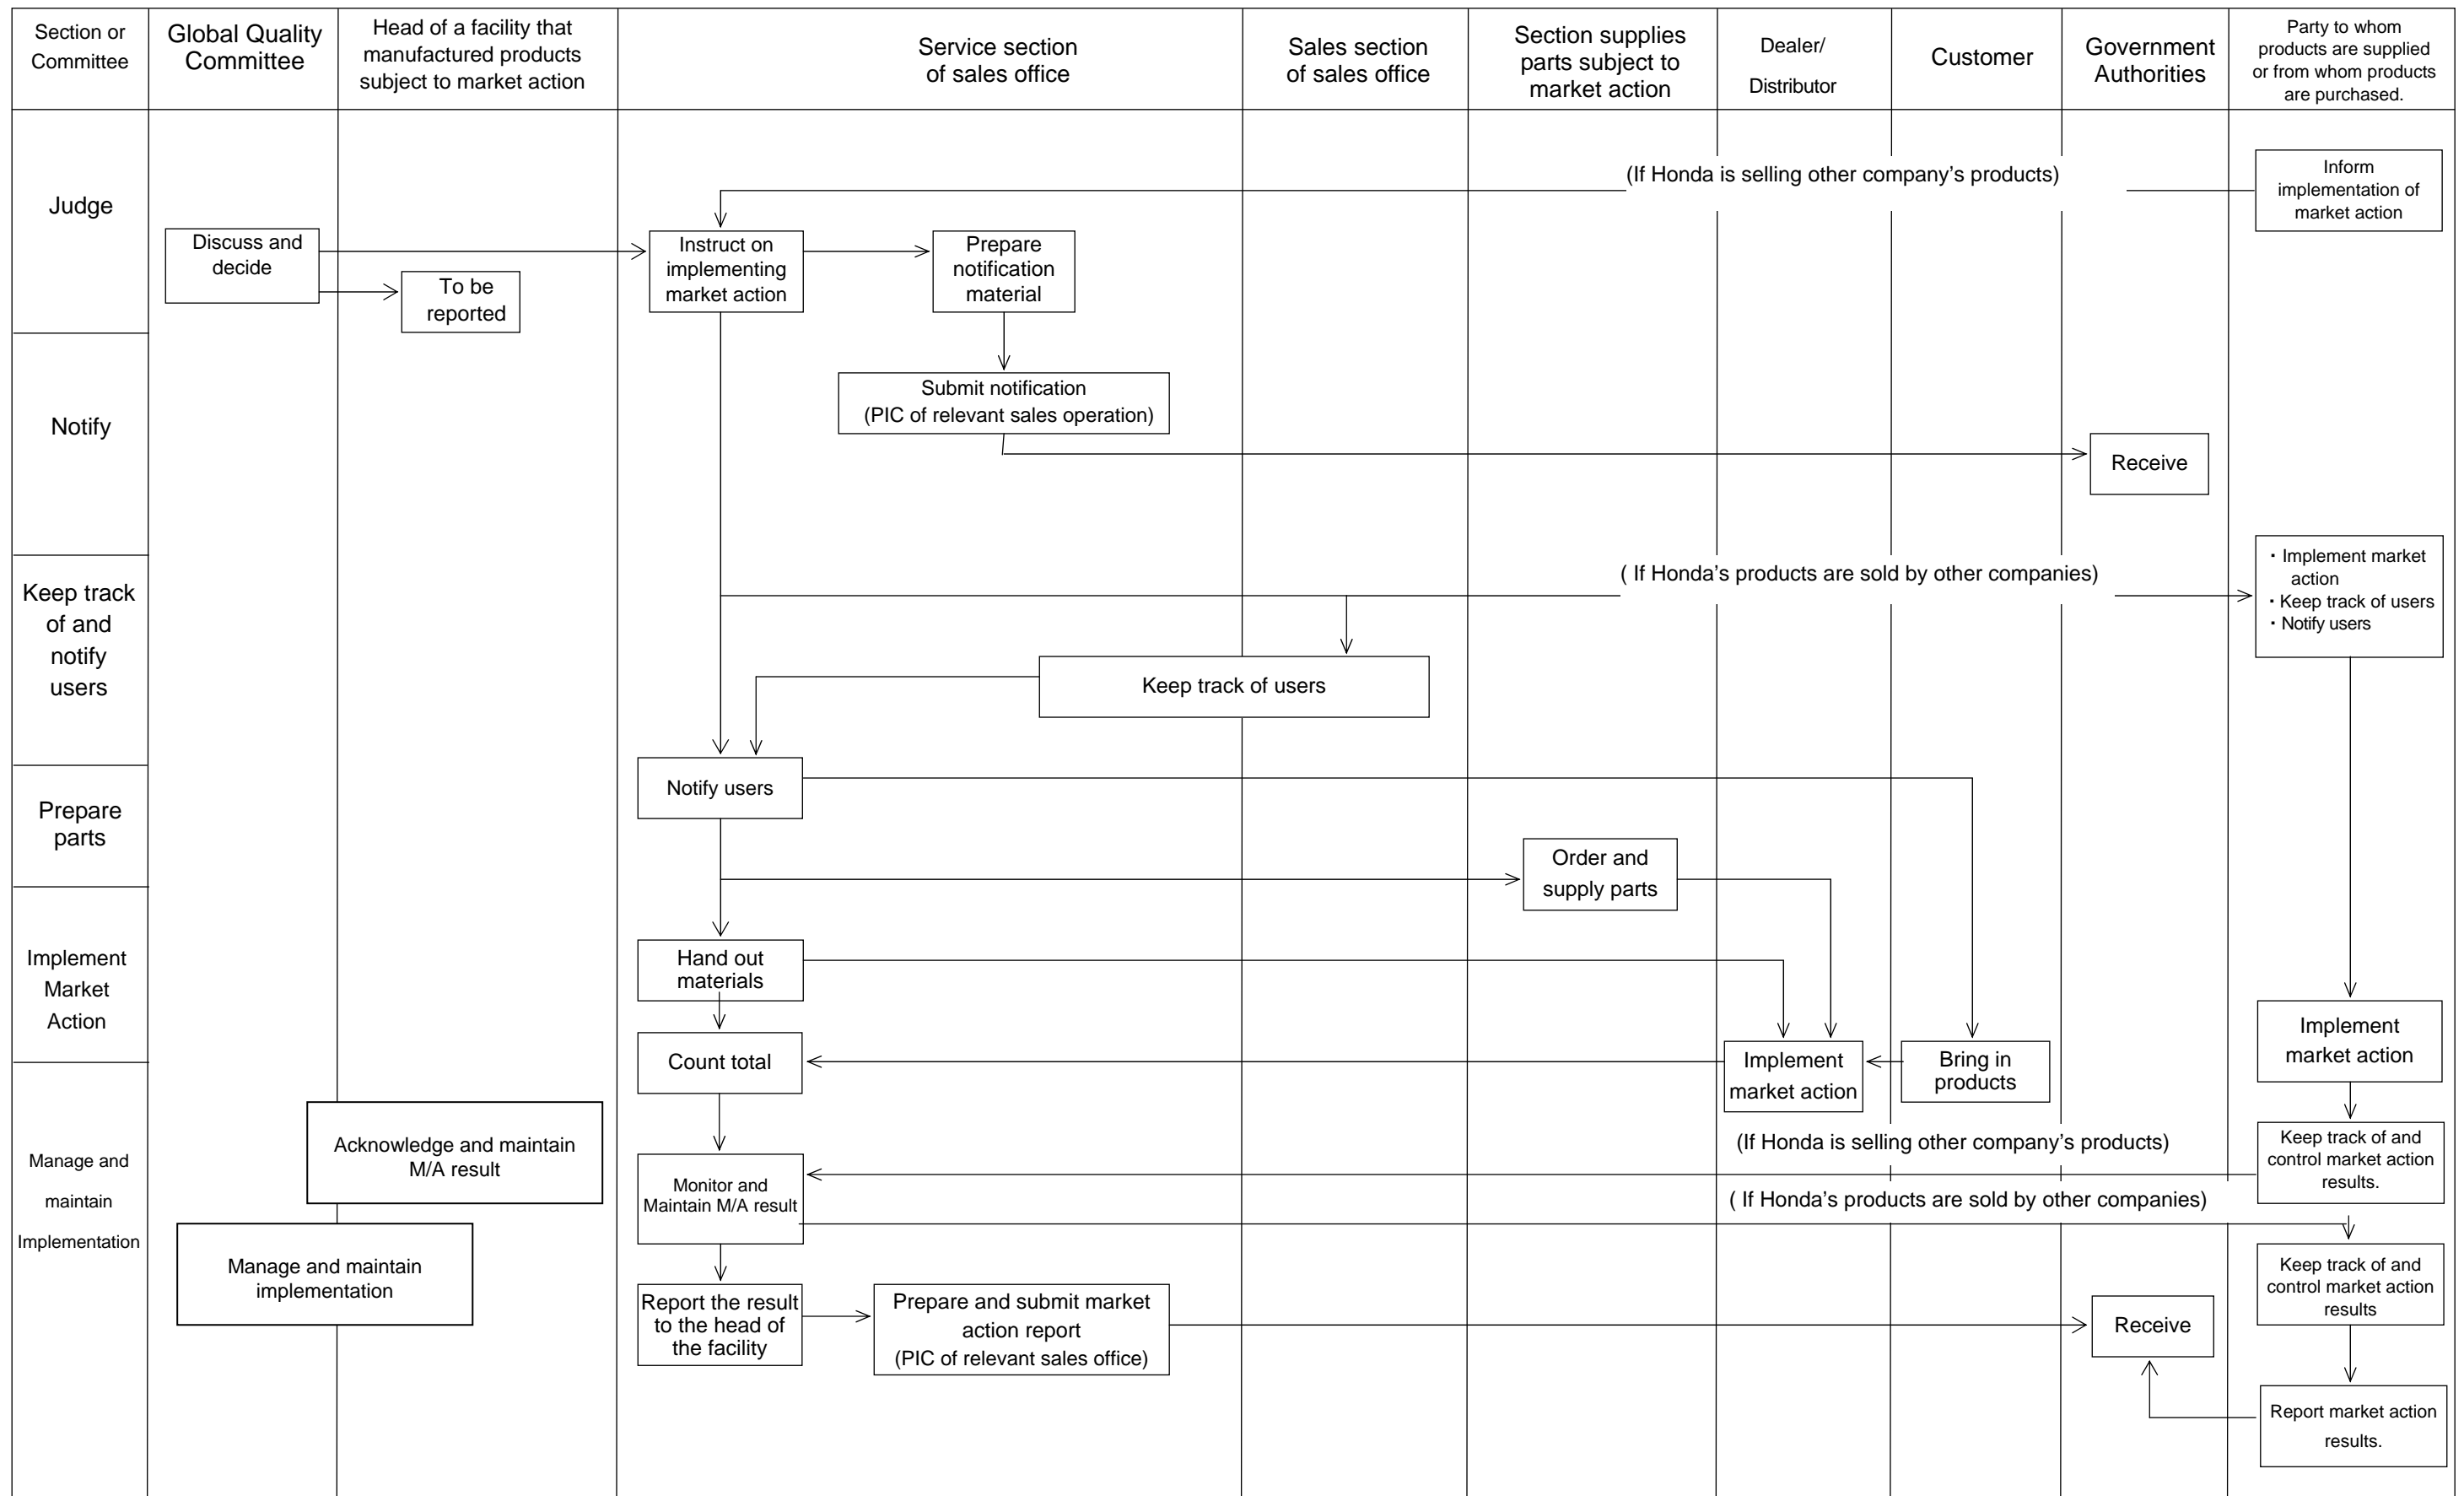 Section or
Committee
Global Quality
Committee
Head of a facility that
manufactured products
subject to market action
Service section
of sales office
Sales section
of sales office
Section supplies
parts subject to
market action
Dealer/
Distributor
Customer
Government
Authorities
Party to whom
products are supplied
or from whom products
are purchased.
Judge
(If Honda is selling other company’s products)
Inform
implementation of
market action
Discuss and
decide
To be
reported
Instruct on
implementing
market action
Prepare
notification
material
Notify
Submit notification
(PIC of relevant sales operation)
Receive
Keep track
of and
notify
users
( If Honda’s products are sold by other companies)
・Implement market
action
・Keep track of users
・Notify users
Keep track of users
Notify users
Prepare
parts
Order and
supply parts
Implement
Market
Action
Hand out
materials
Count total
Implement
market action
Bring in
products
Implement
market action
Manage and
maintain
Implementation
Acknowledge and maintain
M/A result
(If Honda is selling other company’s products)
Keep track of and
control market action
results.
Monitor and
Maintain M/A result
( If Honda’s products are sold by other companies)
Manage and maintain
implementation
Keep track of and
control market action
results
Report the result
to the head of
the facility
Prepare and submit market
action report
(PIC of relevant sales office)
Receive
Report market action
results.